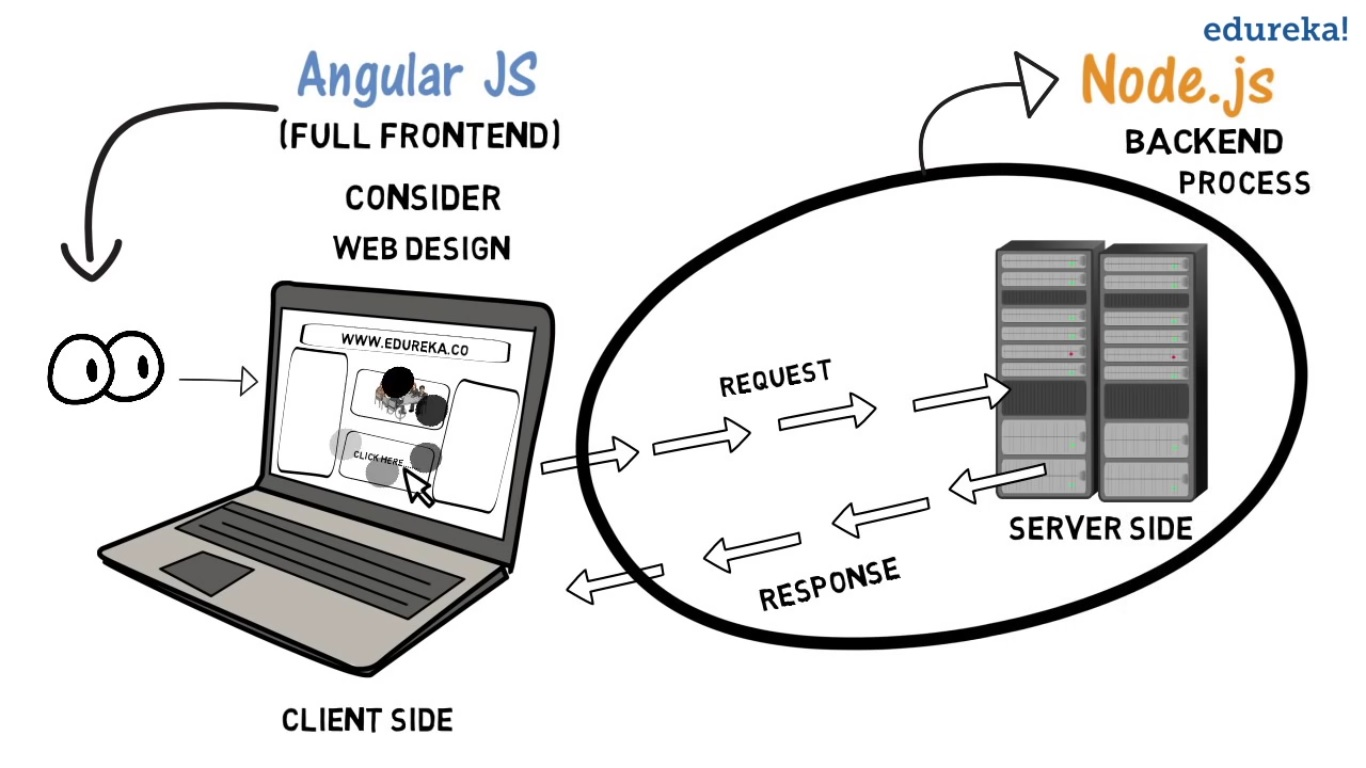 edureka!
Angular JS
(FULL FRONTEND)
CONSIDER
WEB DESIGN
Node.js
BACKEND
PROCESS
WWW.EDUREKA.CO
CLICK HERE......
REQUEST
RESPONSE
SERVER SIDE
CLIENT SIDE